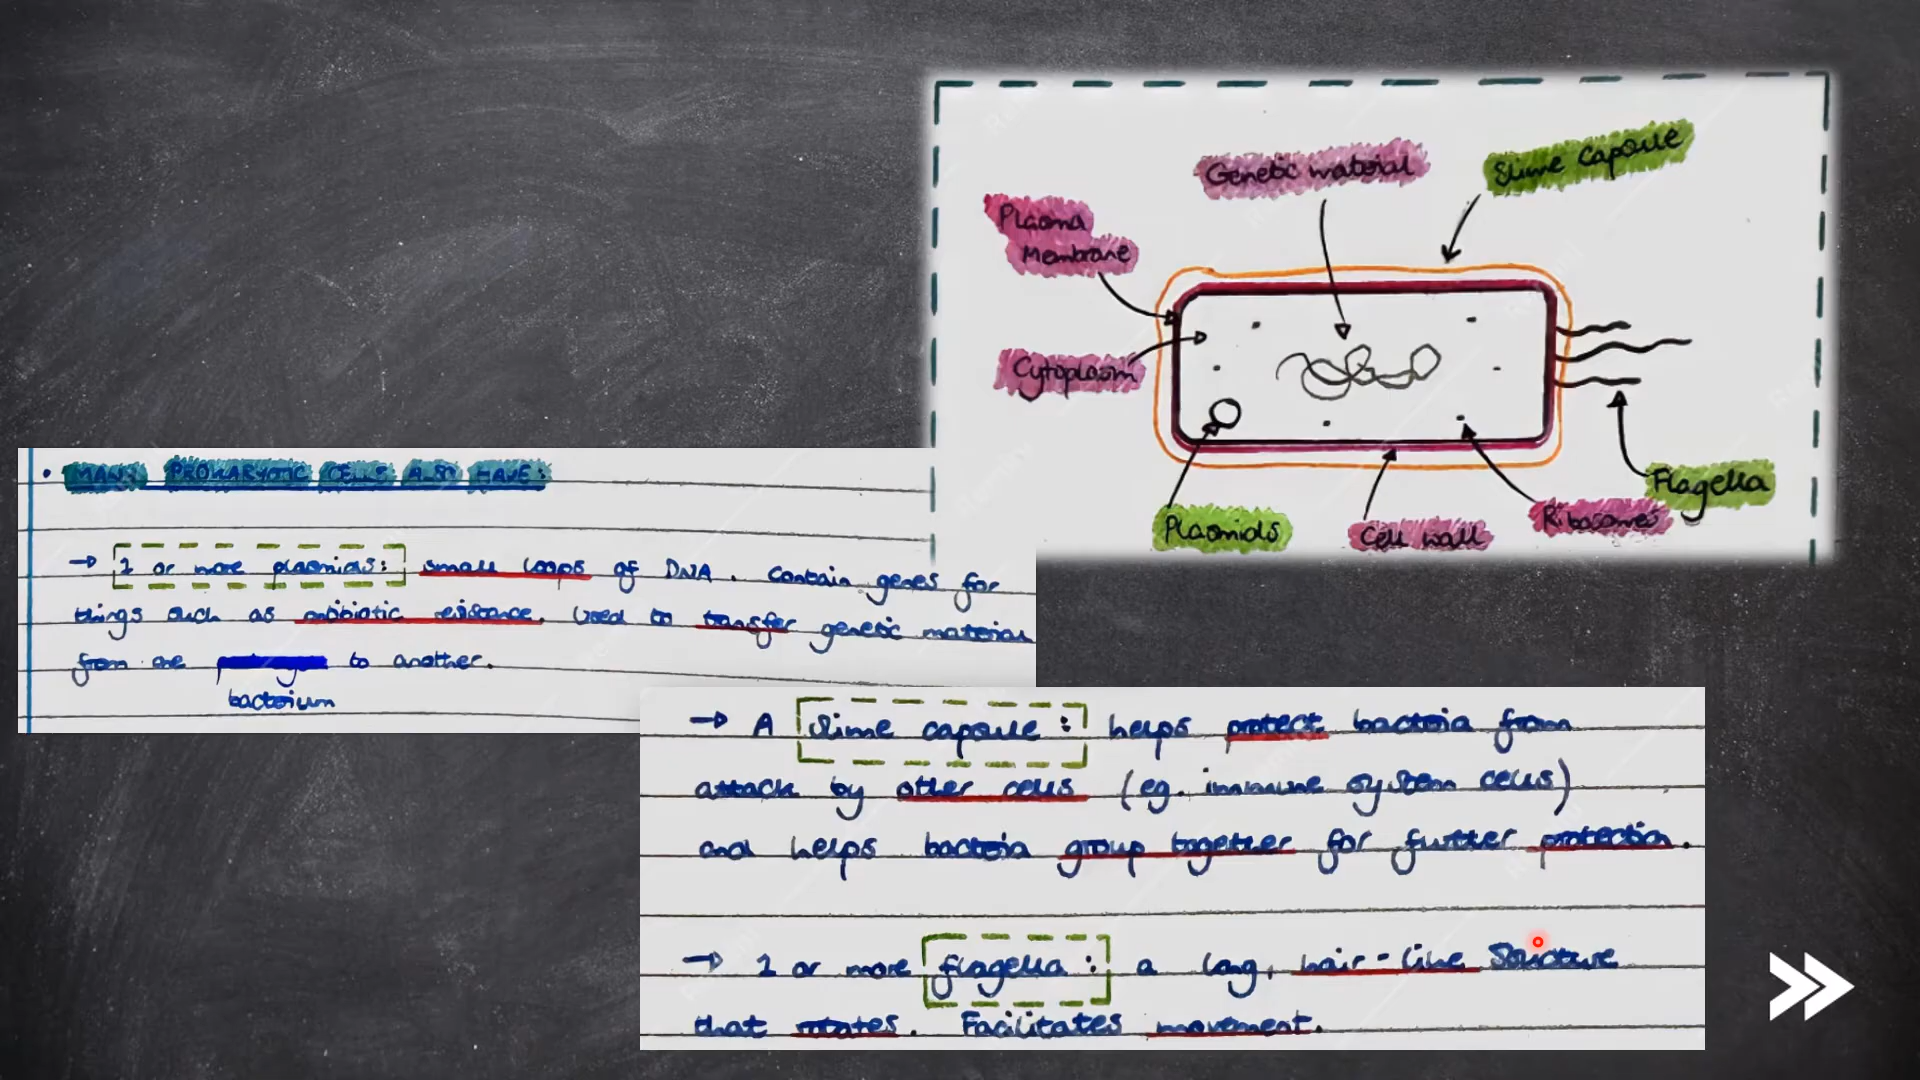 Genetic material
Slime Capsule
Plasma
Membrane
Cytoplasm
Plasmids
Cell wall
Ribosomes
Flagella
• MANY PROKARYOTIC CELLS ALSO HAVE:
→ 1 or more plasmids: small loops of DNA. Contain genes for
things such as antibiotic resistance. Used to transfer genetic material
from one to another.
bacterium
→ A slime capsule: helps protect bacteria from
attack by other cells (eg. immune system cells)
and helps bacteria group together for further protection.
→ 1 or more flagella: a long, hair-like Structure
that rotates. Facilitates movement.